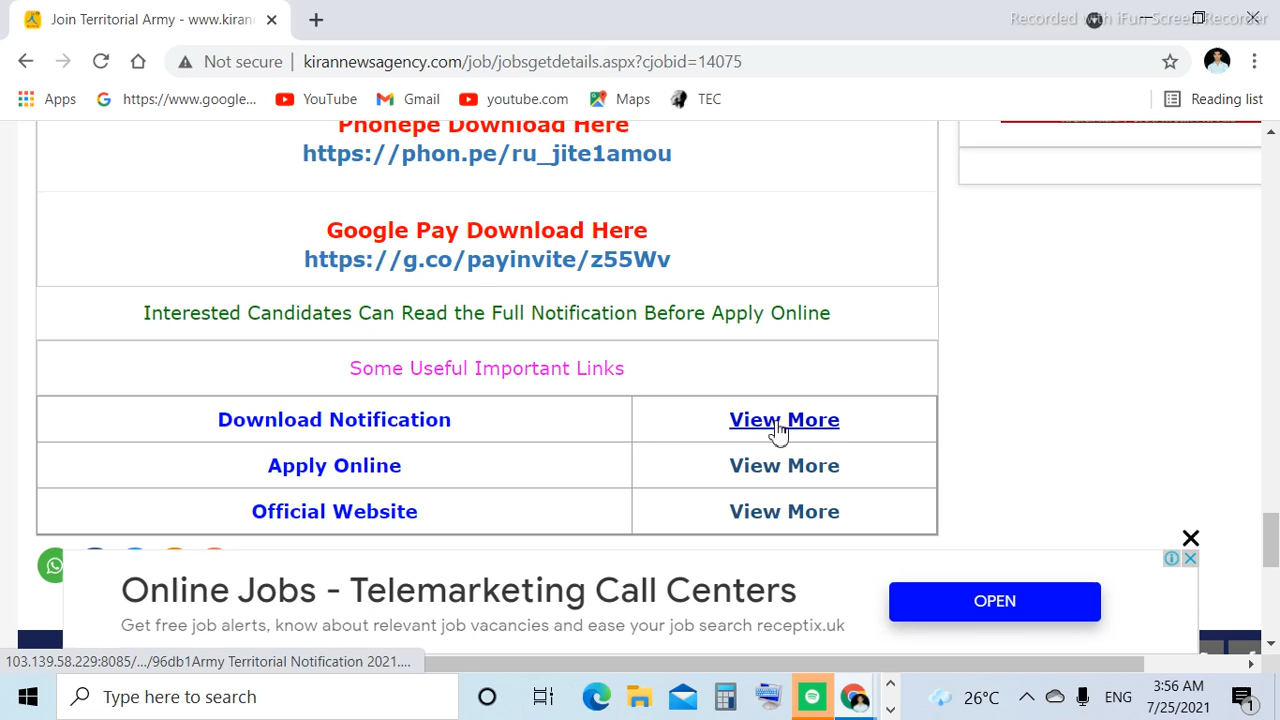 Join Territorial Army - www.kiran
Recorded with iFun Screen Recorder
Not secure | kirannewsagency.com/job/jobsgetdetails.aspx?cjobid=14075
Apps
https://www.google...
YouTube
Gmail
youtube.com
Maps
TEC
Reading list
Phonepe Download Here
https://phon.pe/ru_jite1amou
Google Pay Download Here
https://g.co/payinvite/z55Wv
Interested Candidates Can Read the Full Notification Before Apply Online
Some Useful Important Links
Download Notification View More
Apply Online View More
Official Website View More
Online Jobs - Telemarketing Call Centers
Get free job alerts, know about relevant job vacancies and ease your job search receptix.uk
OPEN
103.139.58.229:8085/.../96db1Army Territorial Notification 2021....
Type here to search
26°C
ENG
3:56 AM
7/25/2021
1